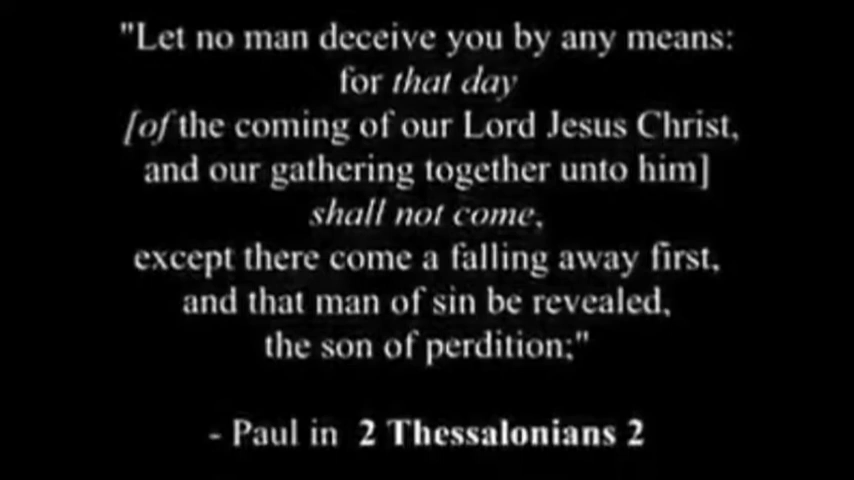 "Let no man deceive you by any means:
for that day
[of the coming of our Lord Jesus Christ,
and our gathering together unto him]
shall not come,
except there come a falling away first,
and that man of sin be revealed,
the son of perdition;"
- Paul in 2 Thessalonians 2